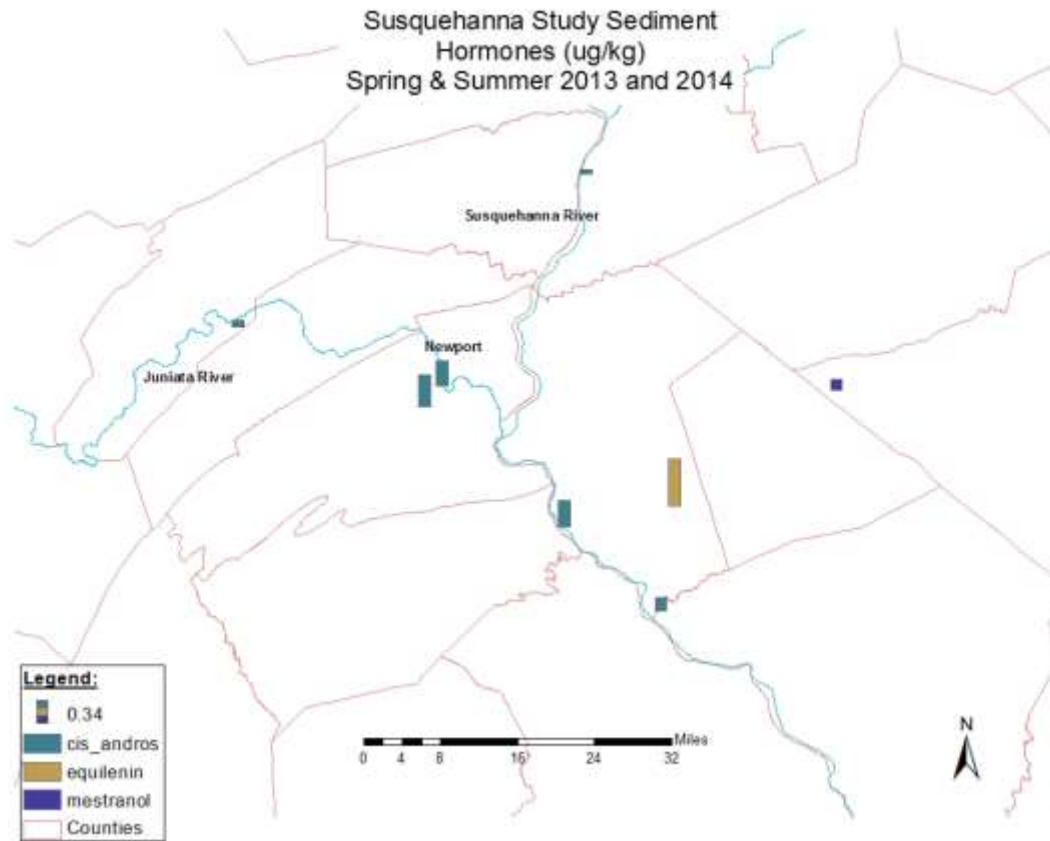 Susquehanna Study Sediment
Hormones (ug/kg)
Spring & Summer 2013 and 2014
Susquehanna River
Newport
Juniata River
Legend:
0.34
cis_andros
equilenin
mestranol
Counties
Miles
0 4 8 16 24 32
N